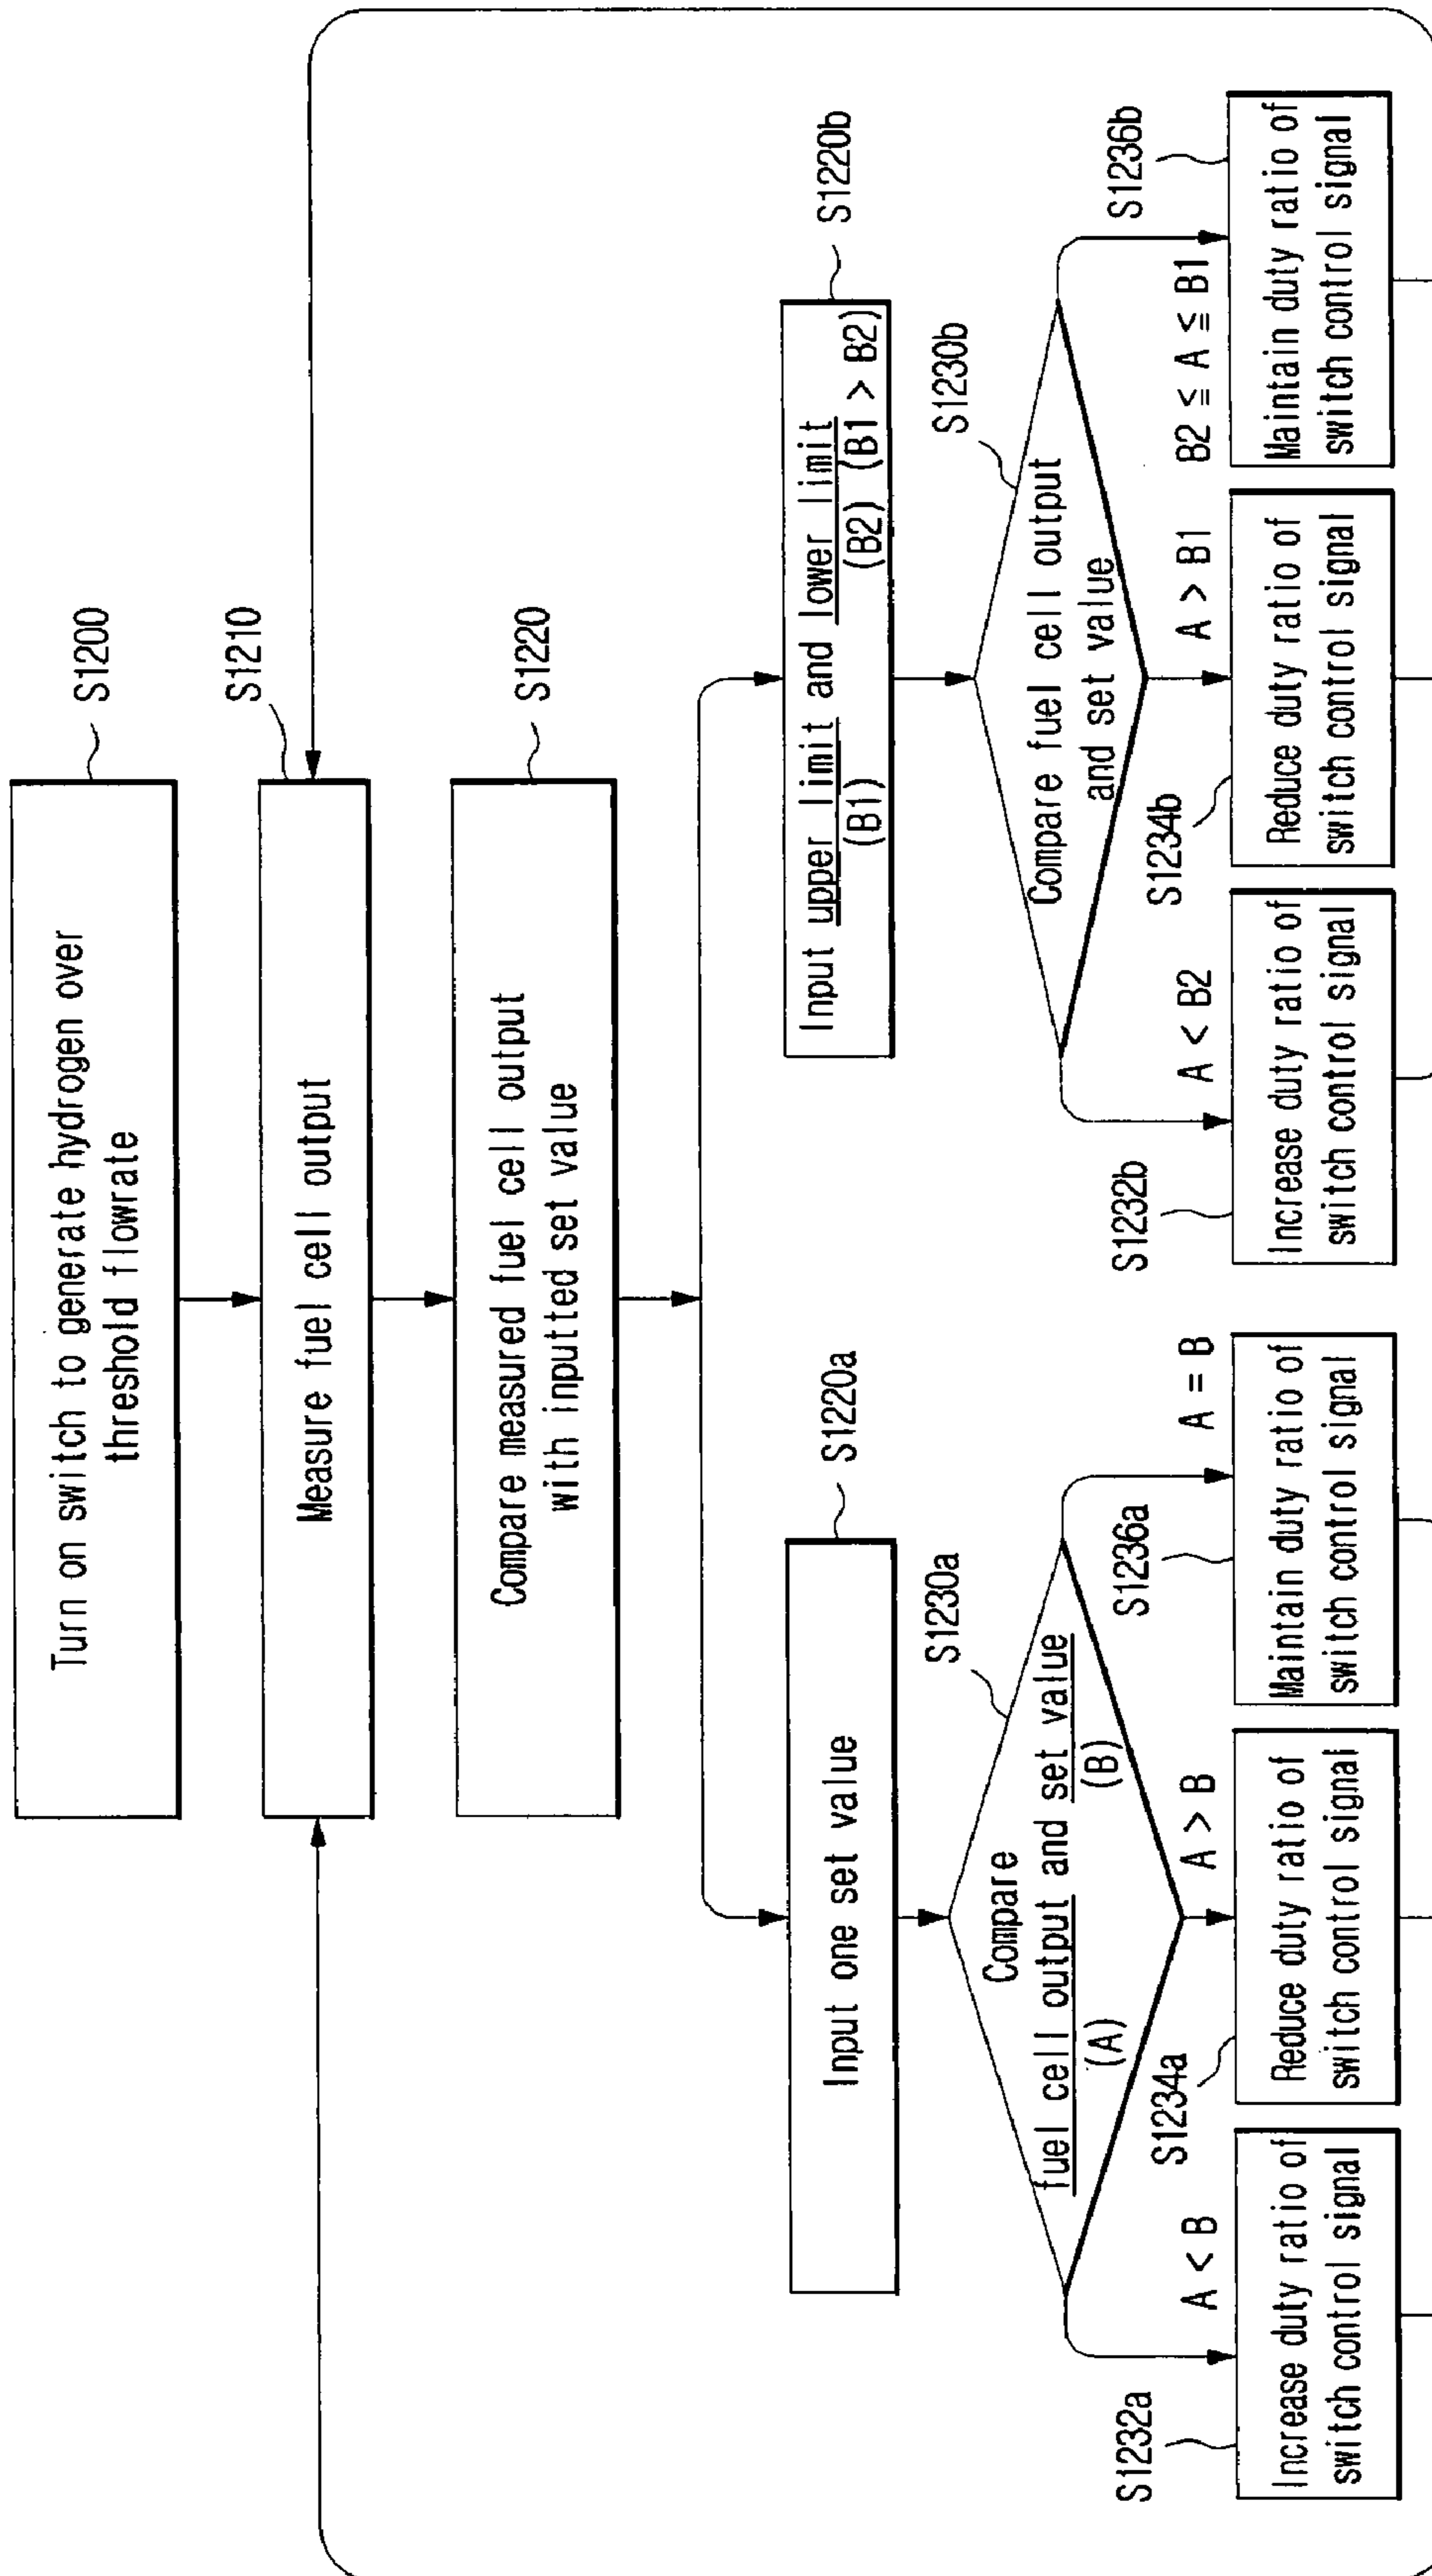 Turn on switch to generate hydrogen over
threshold flowrate
S1200
Measure fuel cell output
S1210
Compare measured fuel cell output
with inputted set value
S1220
Input one set value
S1220a
Compare
fuel cell output and set value
(A) (B)
S1230a
A < B
S1232a
Increase duty ratio of
switch control signal
A > B
S1234a
Reduce duty ratio of
switch control signal
A = B
S1236a
Maintain duty ratio of
switch control signal
Input upper limit and lower limit
(B1) (B2) (B1 > B2)
S1220b
Compare fuel cell output
and set value
S1230b
A < B2
S1232b
Increase duty ratio of
switch control signal
A > B1
S1234b
Reduce duty ratio of
switch control signal
B2 ≦ A ≦ B1
S1236b
Maintain duty ratio of
switch control signal